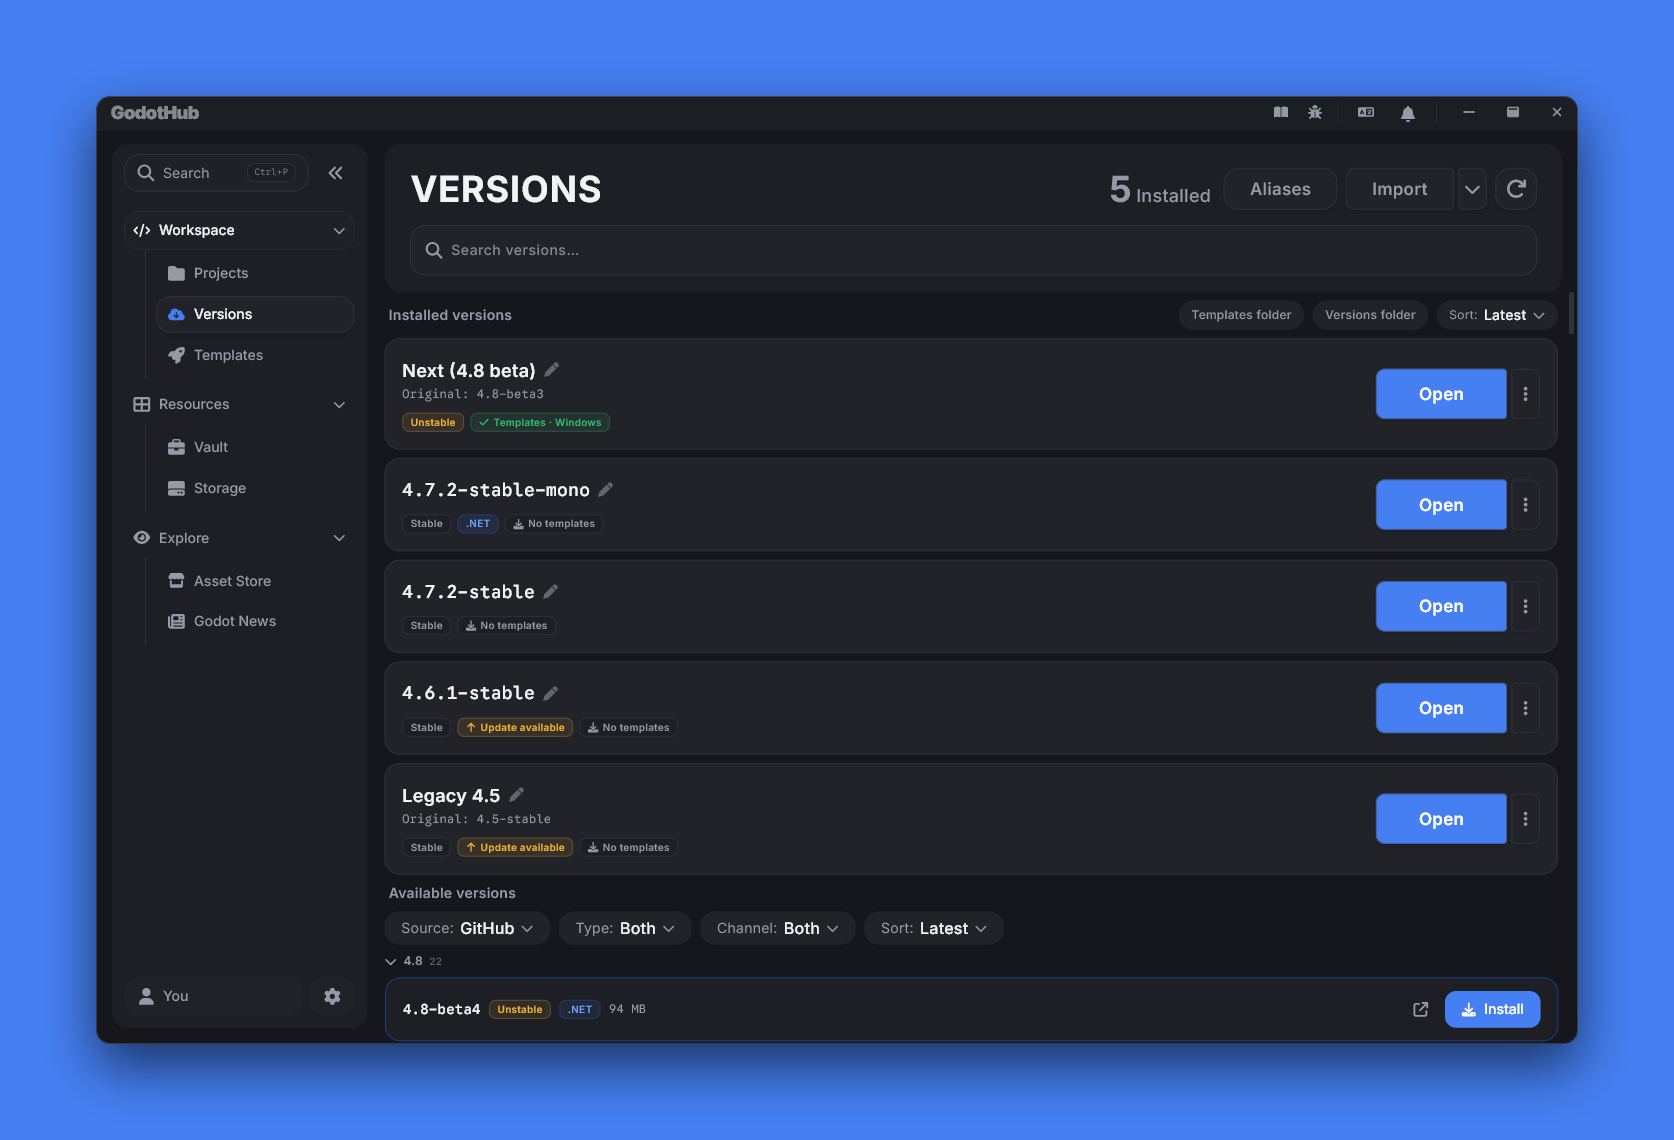 GodotHub
Search Ctrl+P
Workspace
Projects
Versions
Templates
Resources
Vault
Storage
Explore
Asset Store
Godot News
You
VERSIONS
5 Installed
Aliases
Import
Search versions...
Installed versions
Templates folder
Versions folder
Sort: Latest
Next (4.8 beta)
Original: 4.8-beta3
Unstable
Templates · Windows
Open
4.7.2-stable-mono
Stable
.NET
No templates
Open
4.7.2-stable
Stable
No templates
Open
4.6.1-stable
Stable
Update available
No templates
Open
Legacy 4.5
Original: 4.5-stable
Stable
Update available
No templates
Open
Available versions
Source: GitHub
Type: Both
Channel: Both
Sort: Latest
4.8 22
4.8-beta4
Unstable
.NET
94 MB
Install